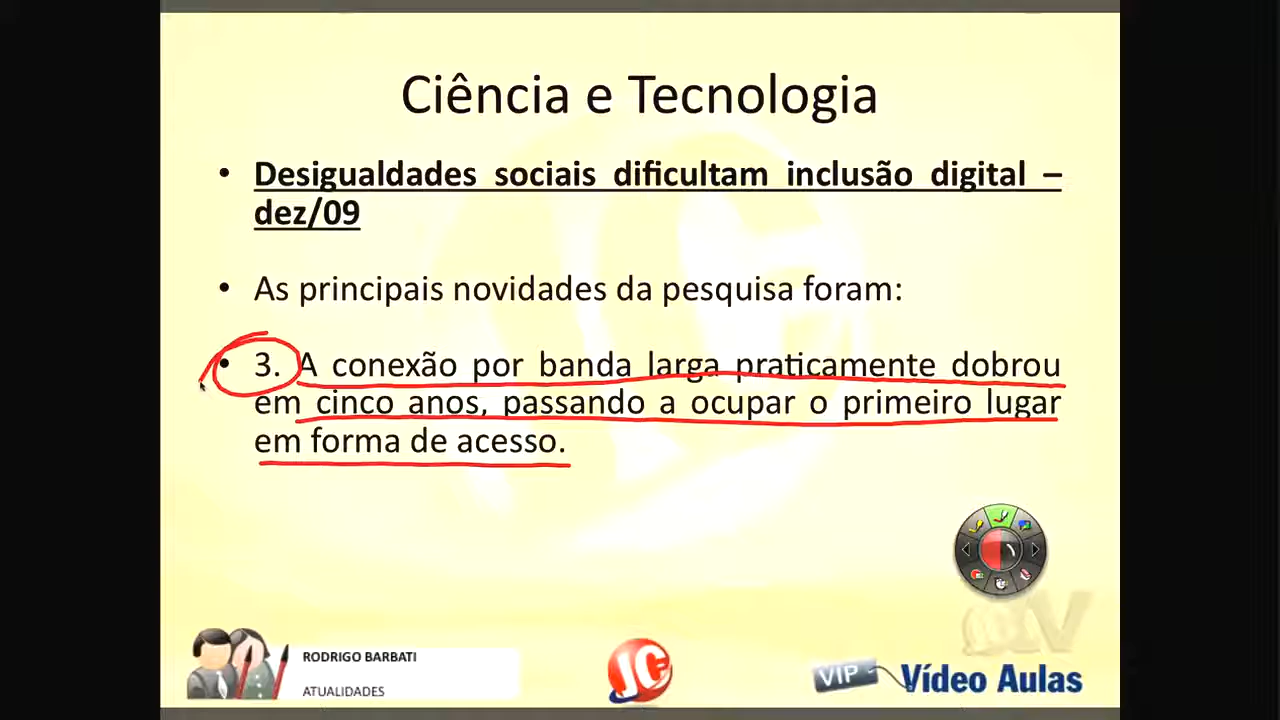 Ciência e Tecnologia
• Desigualdades sociais dificultam inclusão digital –
dez/09
• As principais novidades da pesquisa foram:
• 3. A conexão por banda larga praticamente dobrou
em cinco anos, passando a ocupar o primeiro lugar
em forma de acesso.
RODRIGO BARBATI
ATUALIDADES
JC
VIP Vídeo Aulas